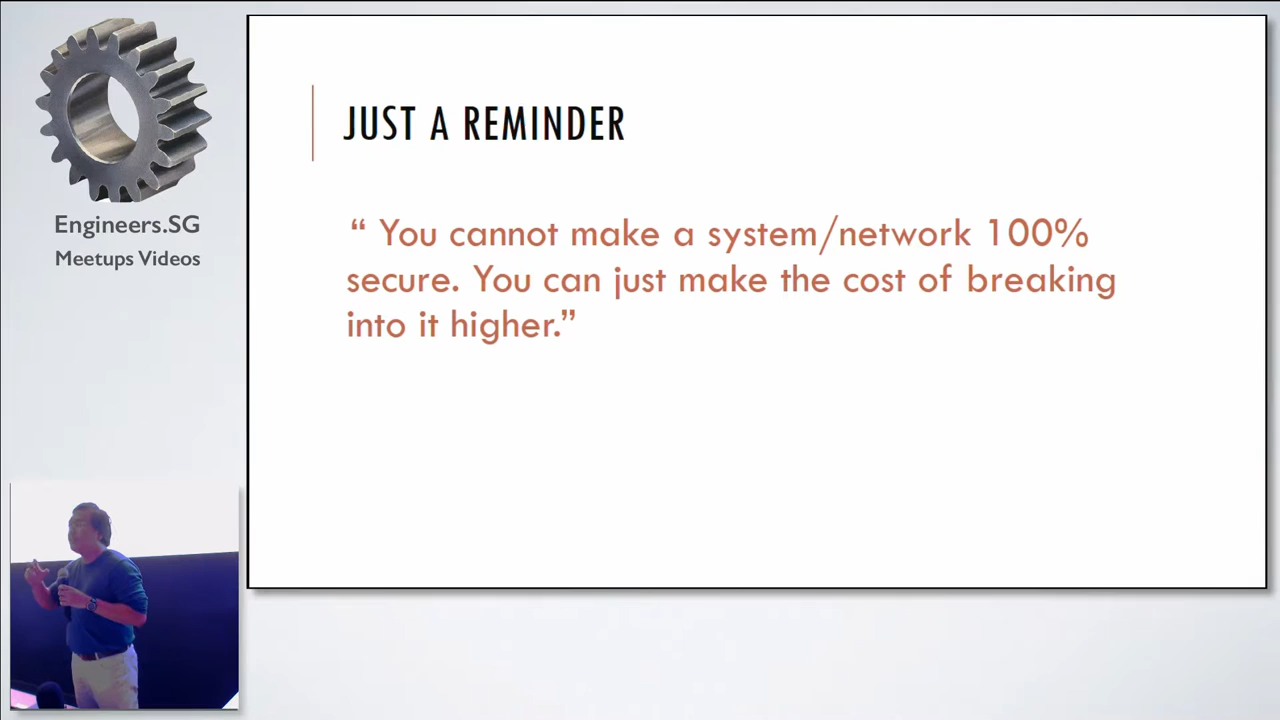 Engineers.SG
Meetups Videos
JUST A REMINDER
“ You cannot make a system/network 100%
secure. You can just make the cost of breaking
into it higher.”